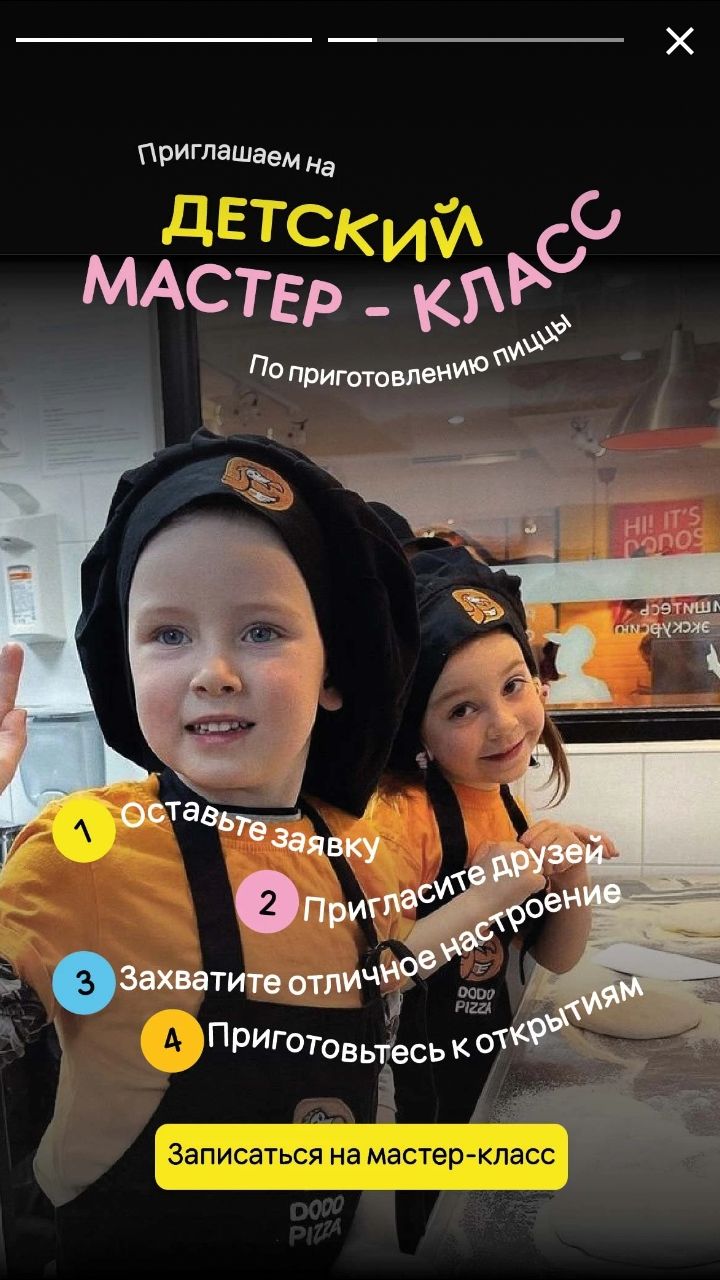 Приглашаем на
ДЕТСКИЙ
МАСТЕР - КЛАСС
По приготовлению пиццы
HI! IT'S
DODO
1 Оставьте заявку
2 Пригласите друзей
3 Захватите отличное настроение
4 Приготовьтесь к открытиям
DODO
PIZZA
Записаться на мастер-класс
DODO
PIZZA